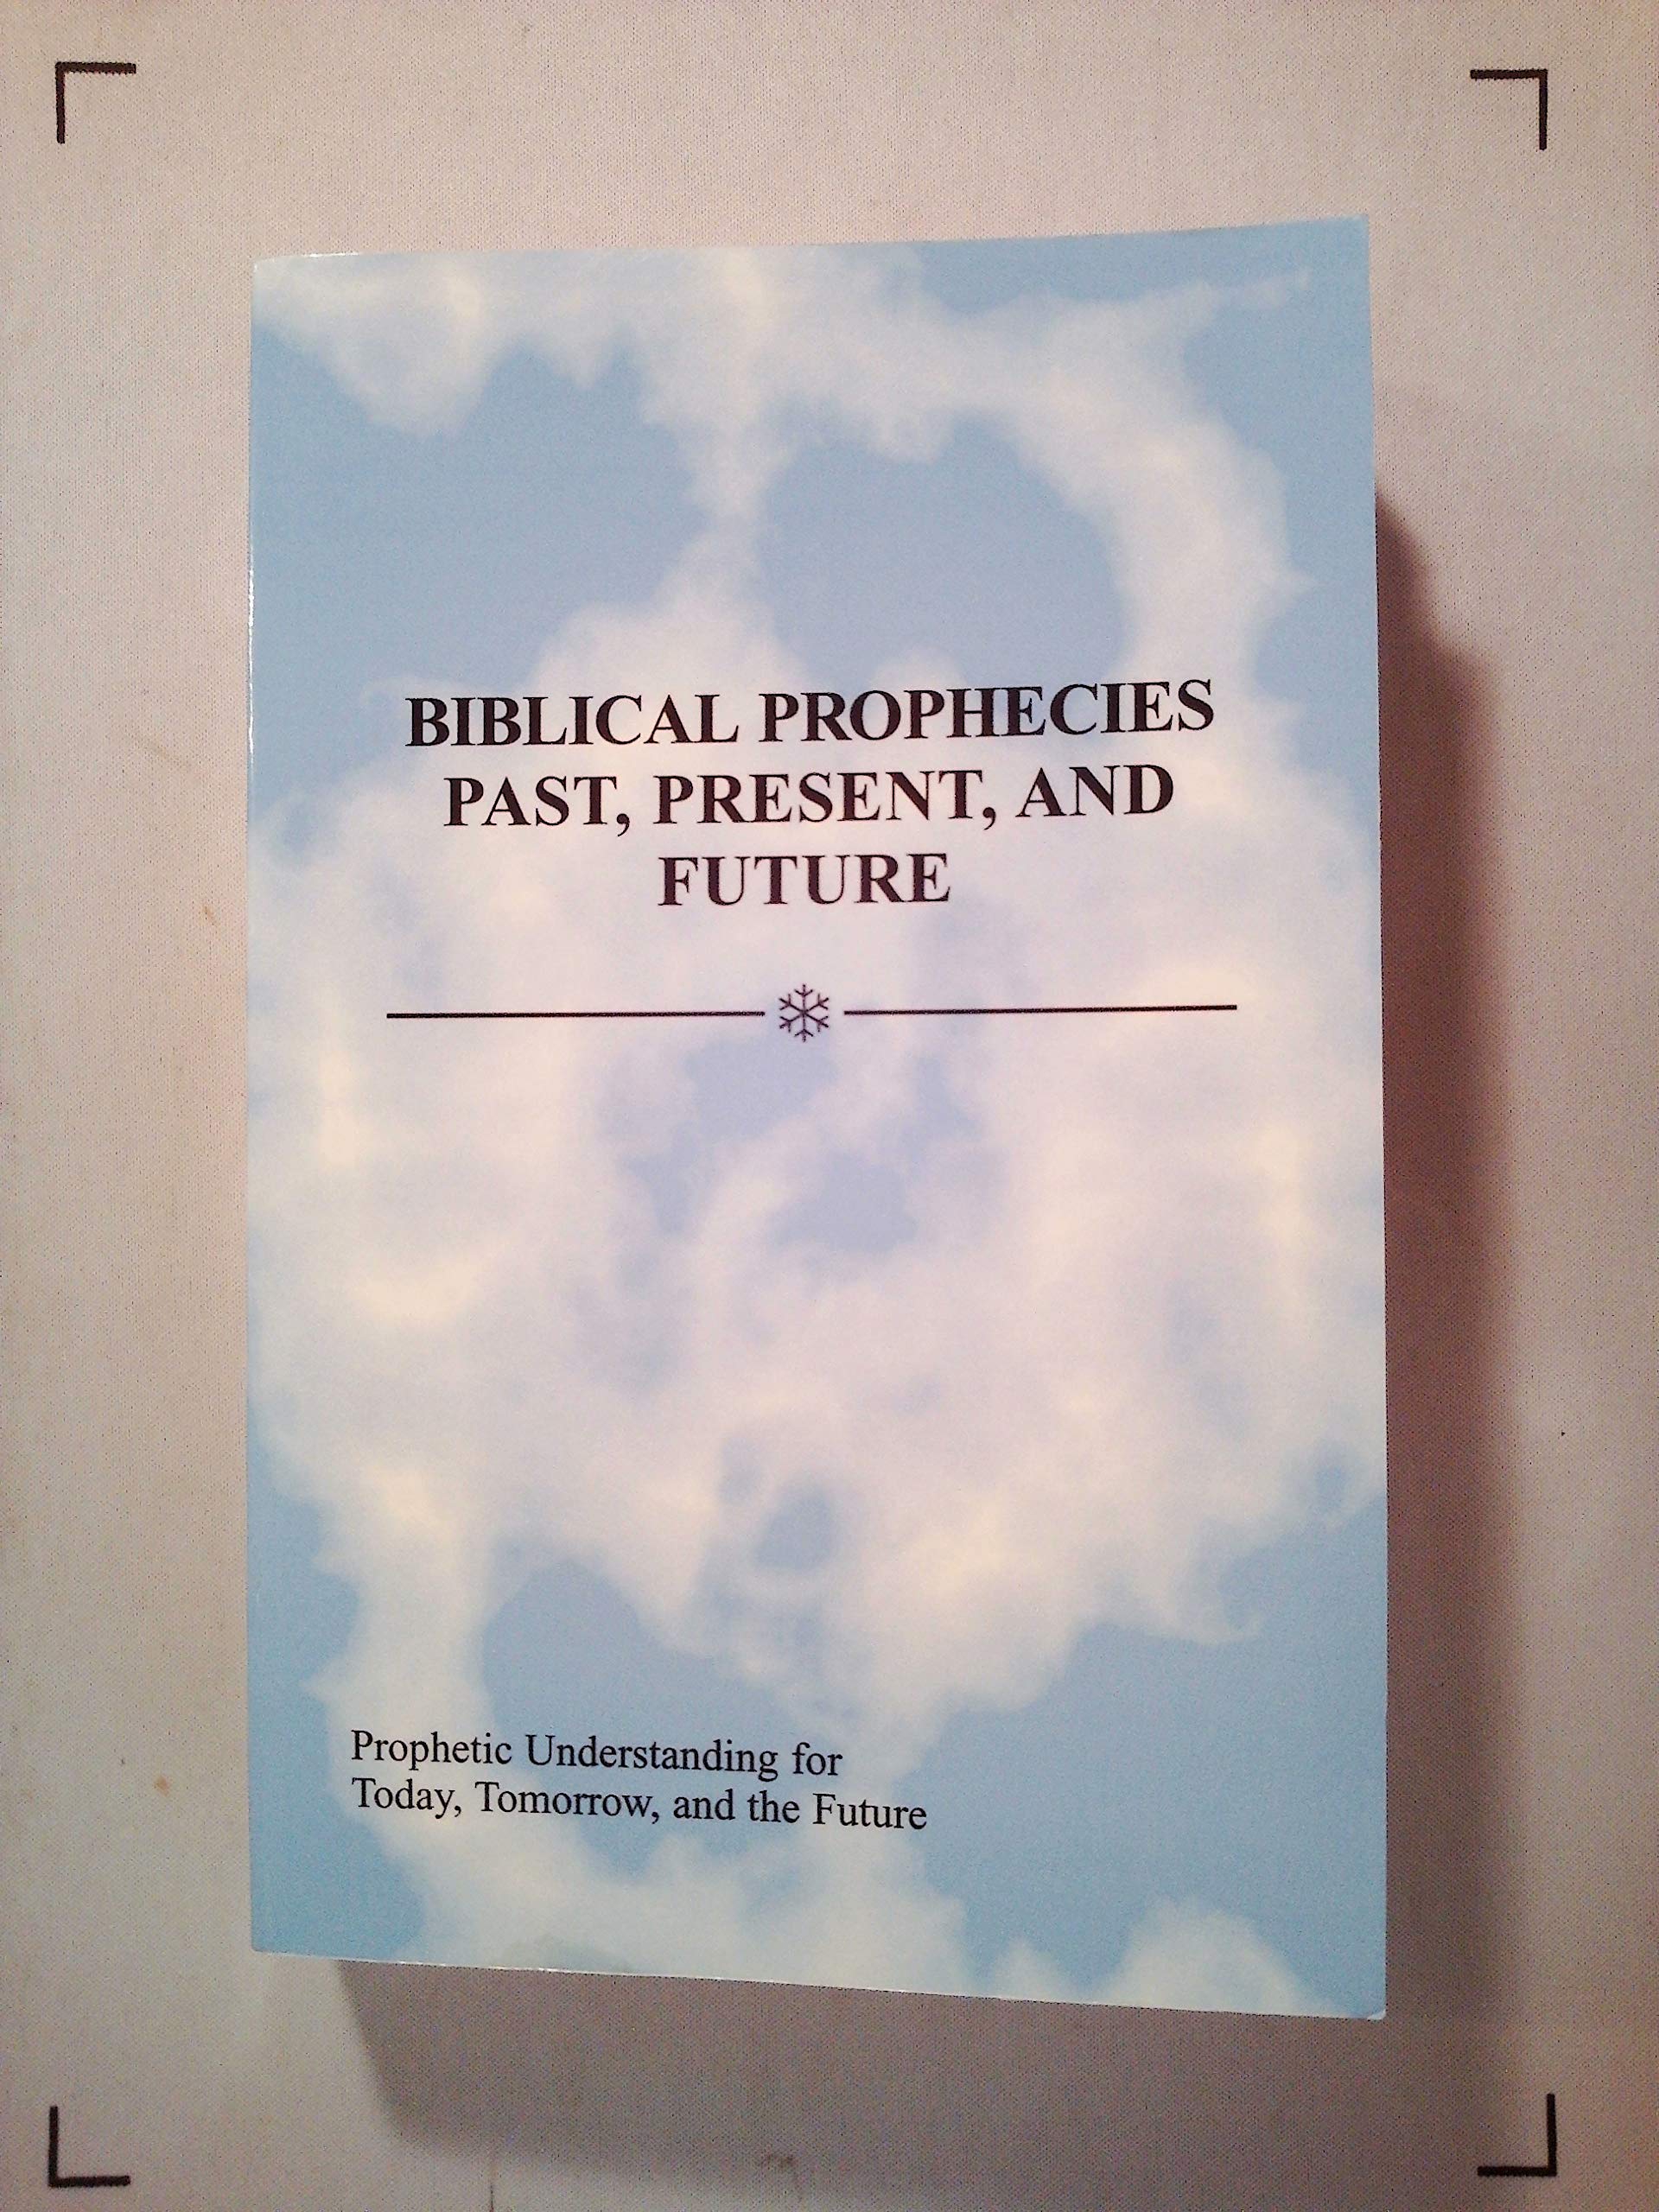 BIBLICAL PROPHECIES
PAST, PRESENT, AND
FUTURE
Prophetic Understanding for
Today, Tomorrow, and the Future